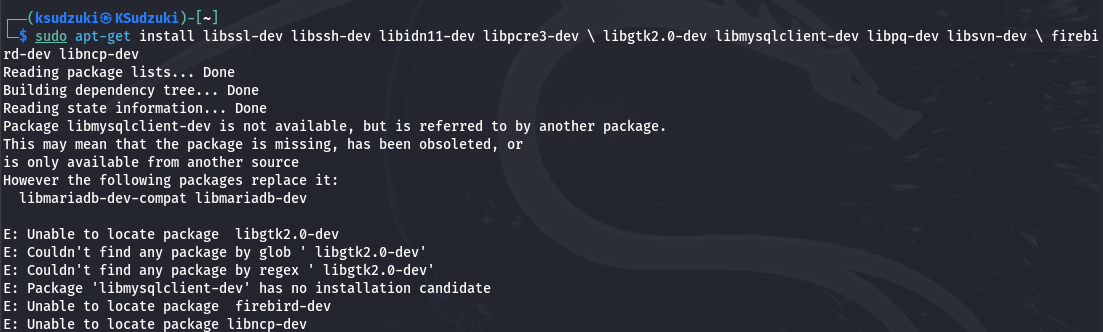 ┌──(ksudzuki㉿KSudzuki)-[~]
└─$ sudo apt-get install libssl-dev libssh-dev libidn11-dev libpcre3-dev \ libgtk2.0-dev libmysqlclient-dev libpq-dev libsvn-dev \ firebi
rd-dev libncp-dev
Reading package lists... Done
Building dependency tree... Done
Reading state information... Done
Package libmysqlclient-dev is not available, but is referred to by another package.
This may mean that the package is missing, has been obsoleted, or
is only available from another source
However the following packages replace it:
  libmariadb-dev-compat libmariadb-dev

E: Unable to locate package  libgtk2.0-dev
E: Couldn't find any package by glob ' libgtk2.0-dev'
E: Couldn't find any package by regex ' libgtk2.0-dev'
E: Package 'libmysqlclient-dev' has no installation candidate
E: Unable to locate package  firebird-dev
E: Unable to locate package libncp-dev